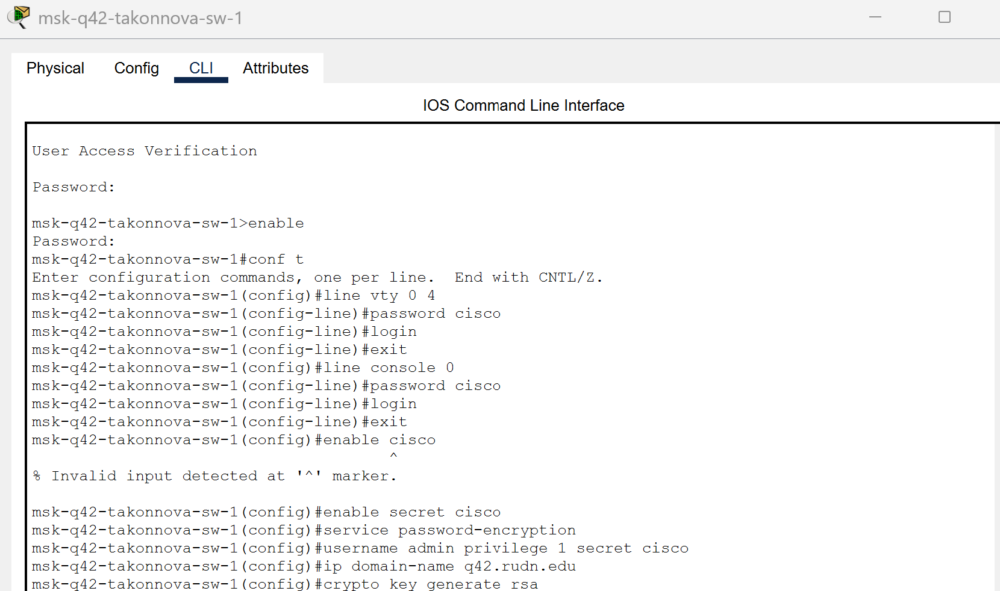 msk-q42-takonnova-sw-1
Physical Config CLI Attributes
IOS Command Line Interface
User Access Verification
Password:
msk-q42-takonnova-sw-1>enable
Password:
msk-q42-takonnova-sw-1#conf t
Enter configuration commands, one per line.  End with CNTL/Z.
msk-q42-takonnova-sw-1(config)#line vty 0 4
msk-q42-takonnova-sw-1(config-line)#password cisco
msk-q42-takonnova-sw-1(config-line)#login
msk-q42-takonnova-sw-1(config-line)#exit
msk-q42-takonnova-sw-1(config)#line console 0
msk-q42-takonnova-sw-1(config-line)#password cisco
msk-q42-takonnova-sw-1(config-line)#login
msk-q42-takonnova-sw-1(config-line)#exit
msk-q42-takonnova-sw-1(config)#enable cisco
^
% Invalid input detected at '^' marker.
msk-q42-takonnova-sw-1(config)#enable secret cisco
msk-q42-takonnova-sw-1(config)#service password-encryption
msk-q42-takonnova-sw-1(config)#username admin privilege 1 secret cisco
msk-q42-takonnova-sw-1(config)#ip domain-name q42.rudn.edu
msk-q42-takonnova-sw-1(config)#crypto key generate rsa